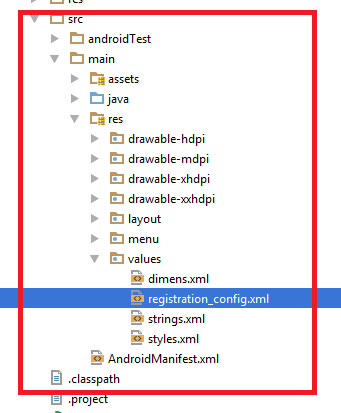 res
src
androidTest
main
assets
java
res
drawable-hdpi
drawable-mdpi
drawable-xhdpi
drawable-xxhdpi
layout
menu
values
dimens.xml
registration_config.xml
strings.xml
styles.xml
AndroidManifest.xml
.classpath
.project